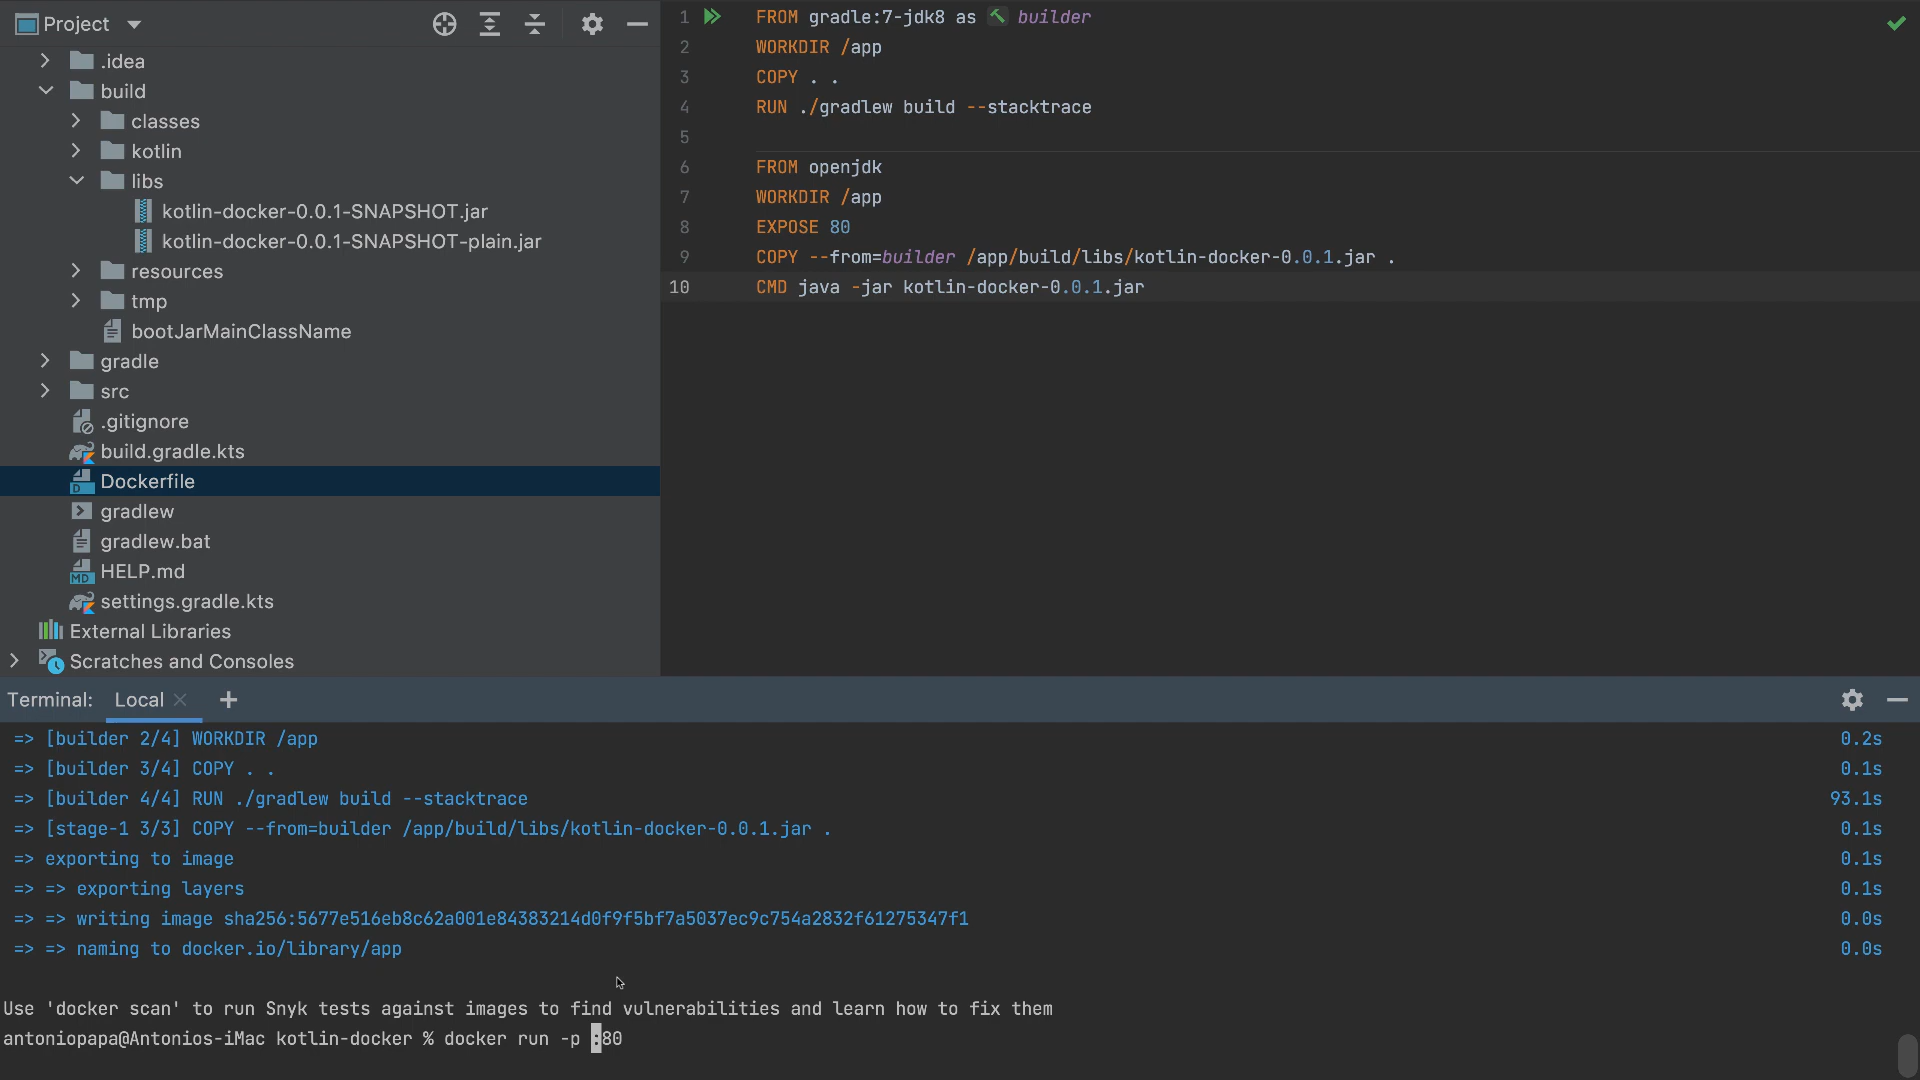 Project
.idea
build
classes
kotlin
libs
kotlin-docker-0.0.1-SNAPSHOT.jar
kotlin-docker-0.0.1-SNAPSHOT-plain.jar
resources
tmp
bootJarMainClassName
gradle
src
.gitignore
build.gradle.kts
Dockerfile
gradlew
gradlew.bat
HELP.md
settings.gradle.kts
External Libraries
Scratches and Consoles
1 FROM gradle:7-jdk8 as builder
2 WORKDIR /app
3 COPY . .
4 RUN ./gradlew build --stacktrace
5
6 FROM openjdk
7 WORKDIR /app
8 EXPOSE 80
9 COPY --from=builder /app/build/libs/kotlin-docker-0.0.1.jar .
10 CMD java -jar kotlin-docker-0.0.1.jar
Terminal: Local
=> [builder 2/4] WORKDIR /app 0.2s
=> [builder 3/4] COPY . . 0.1s
=> [builder 4/4] RUN ./gradlew build --stacktrace 93.1s
=> [stage-1 3/3] COPY --from=builder /app/build/libs/kotlin-docker-0.0.1.jar . 0.1s
=> exporting to image 0.1s
=> => exporting layers 0.1s
=> => writing image sha256:5677e516eb8c62a001e84383214d0f9f5bf7a5037ec9c754a2832f61275347f1 0.0s
=> => naming to docker.io/library/app 0.0s
Use 'docker scan' to run Snyk tests against images to find vulnerabilities and learn how to fix them
antoniopapa@Antonios-iMac kotlin-docker % docker run -p :80